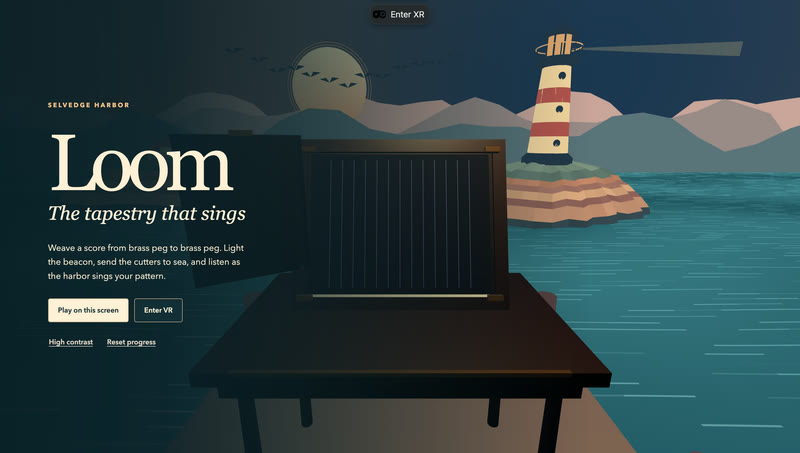 Enter XR
SELVEDGE HARBOR
Loom
The tapestry that sings
Weave a score from brass peg to brass peg. Light
the beacon, send the cutters to sea, and listen as
the harbor sings your pattern.
Play on this screen
Enter VR
High contrast
Reset progress